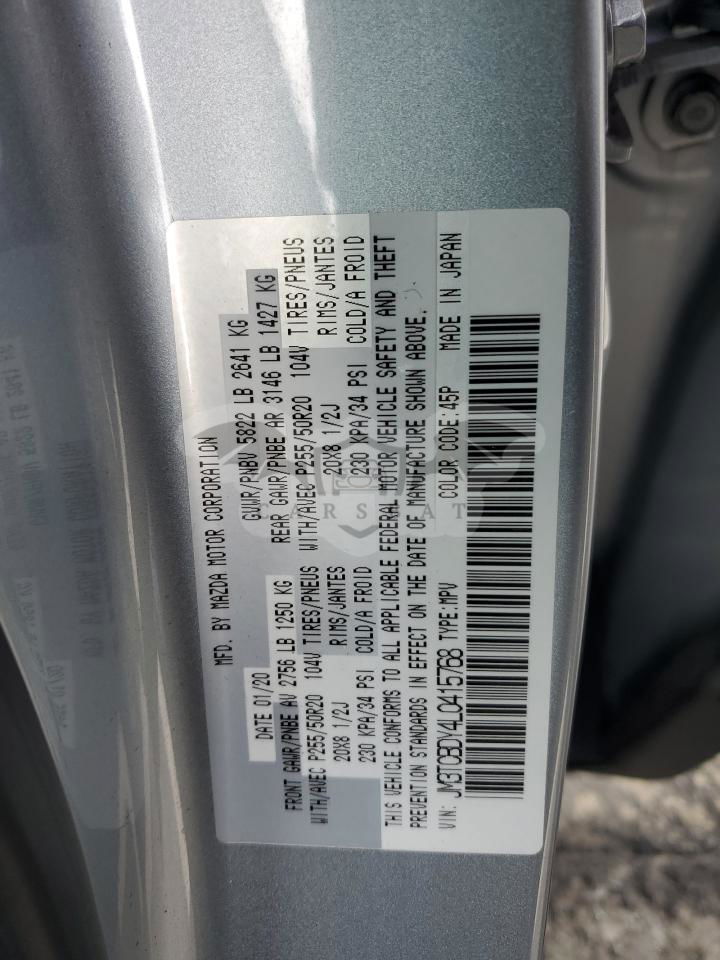 MFD. BY MAZDA MOTOR CORPORATION
DATE 01/20 GVWR/PNBV 5822 LB 2641 KG
FRONT GAWR/PNBE AV 2756 LB 1250 KG REAR GAWR/PNBE AR 3146 LB 1427 KG
WITH/AVEC P255/50R20 104V TIRES/PNEUS WITH/AVEC P255/50R20 104V TIRES/PNEUS
20X8 1/2J RIMS/JANTES 20X8 1/2J RIMS/JANTES
230 KPA/34 PSI COLD/A FROID 230 KPA/34 PSI COLD/A FROID
THIS VEHICLE CONFORMS TO ALL APPLICABLE FEDERAL MOTOR VEHICLE SAFETY AND THEFT
PREVENTION STANDARDS IN EFFECT ON THE DATE OF MANUFACTURE SHOWN ABOVE.
VIN: JM3TCBDY4L0415768 TYPE:MPV COLOR CODE:45P MADE IN JAPAN
CARSBAT